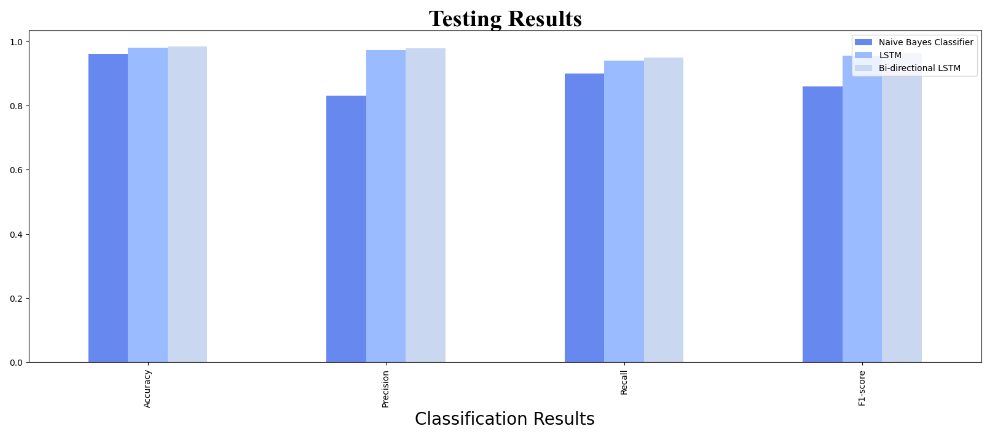 Testing Results
1.0
0.8
0.6
0.4
0.2
0.0
Naive Bayes Classifier
LSTM
Bi-directional LSTM
Accuracy
Precision
Recall
F1-score
Classification Results